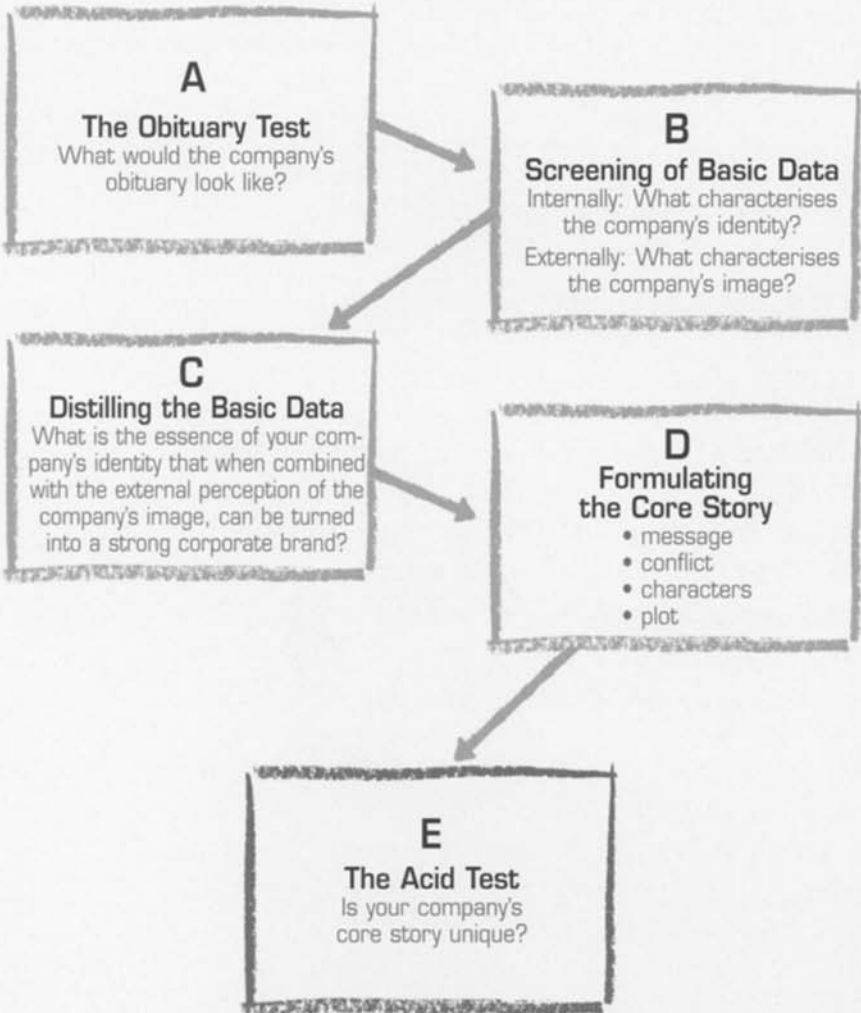 A
The Obituary Test
What would the company's
obituary look like?
B
Screening of Basic Data
Internally: What characterises
the company's identity?
Externally: What characterises
the company's image?
C
Distilling the Basic Data
What is the essence of your com-
pany's identity that when combined
with the external perception of the
company's image, can be turned
into a strong corporate brand?
D
Formulating
the Core Story
• message
• conflict
• characters
• plot
E
The Acid Test
Is your company's
core story unique?